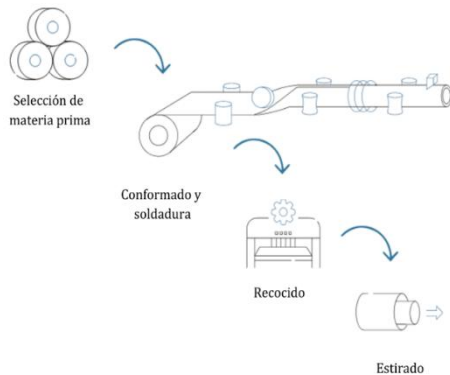 Selección de
materia prima
Conformado y
soldadura
Recocido
Estirado